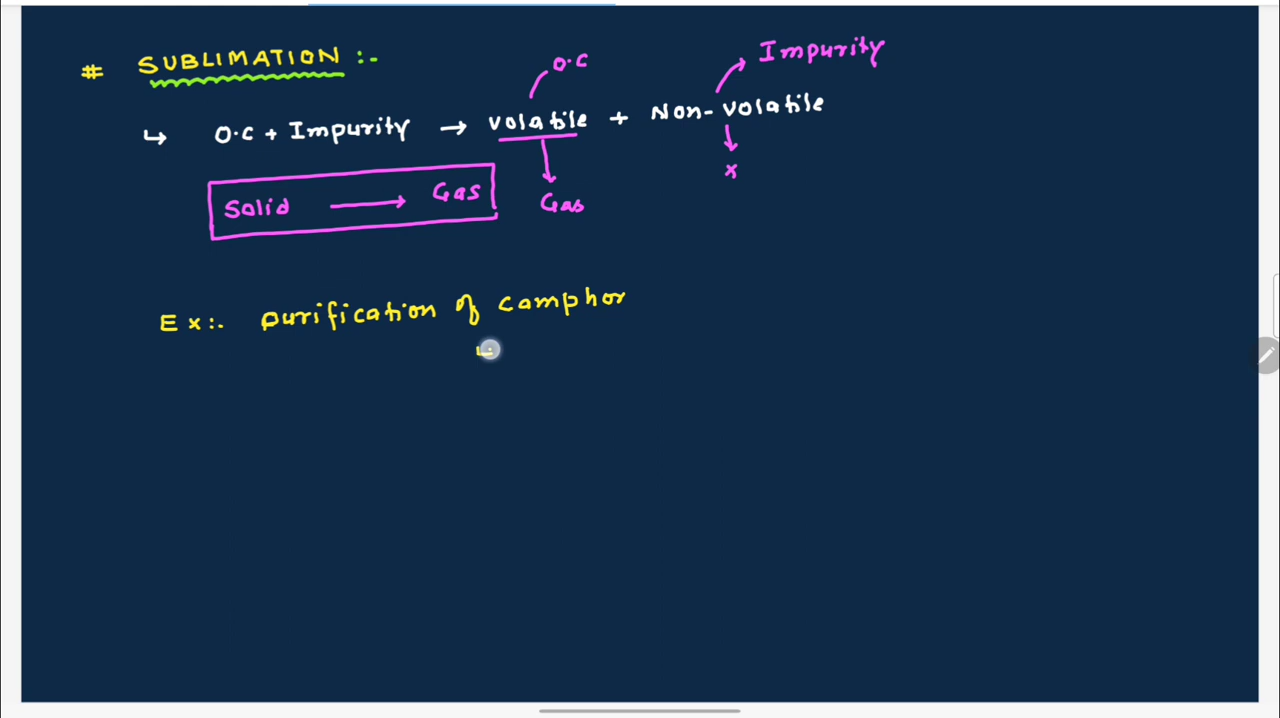 # SUBLIMATION :-
O.C
Impurity
↳ O.C + Impurity → volatile + Non-volatile
x
Solid → Gas
Gas
Ex:. purification of camphor